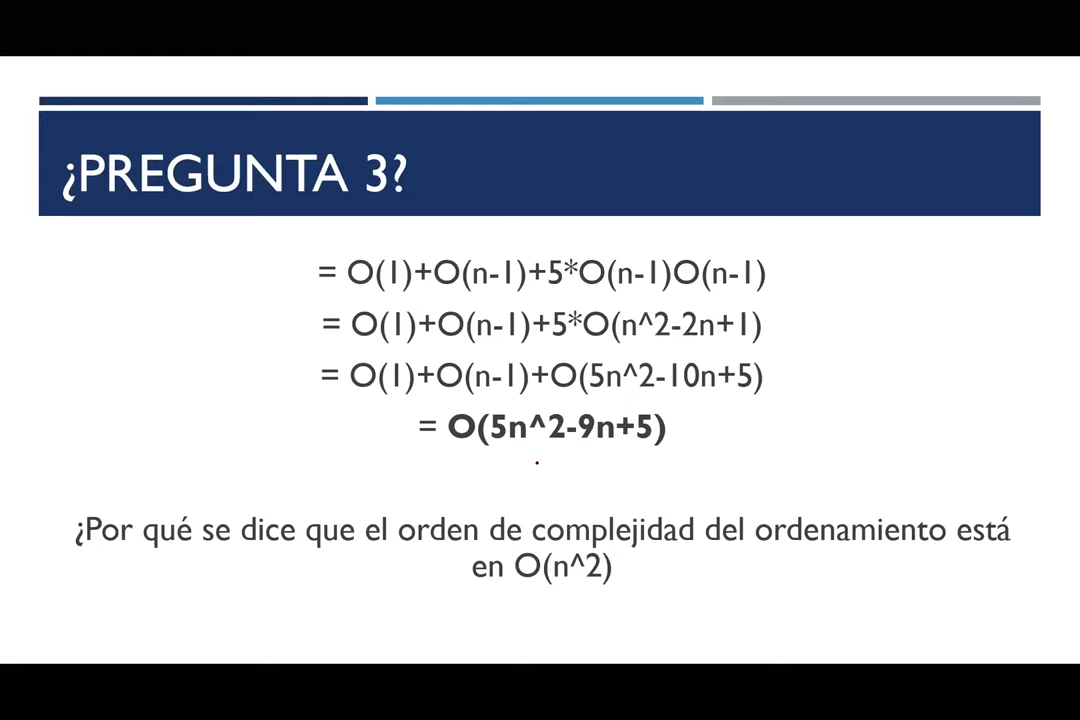 ¿PREGUNTA 3?
= O(1)+O(n-1)+5*O(n-1)O(n-1)
= O(1)+O(n-1)+5*O(n^2-2n+1)
= O(1)+O(n-1)+O(5n^2-10n+5)
= O(5n^2-9n+5)
¿Por qué se dice que el orden de complejidad del ordenamiento está
en O(n^2)